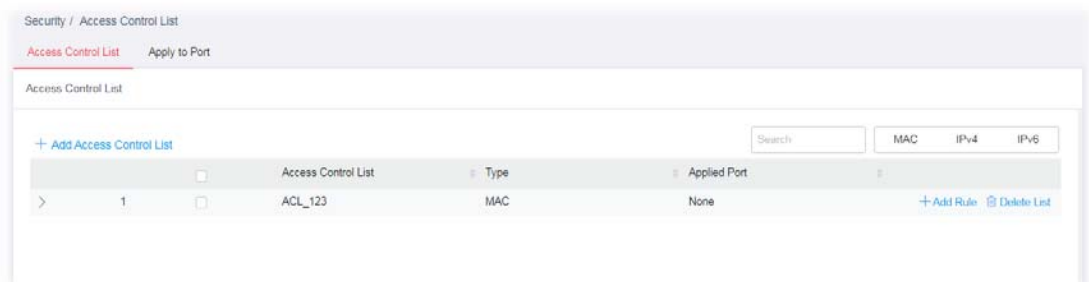 Security / Access Control List
Access Control List Apply to Port
Access Control List
+ Add Access Control List Search MAC IPv4 IPv6
Access Control List Type Applied Port
> 1 ACL_123 MAC None + Add Rule Delete List